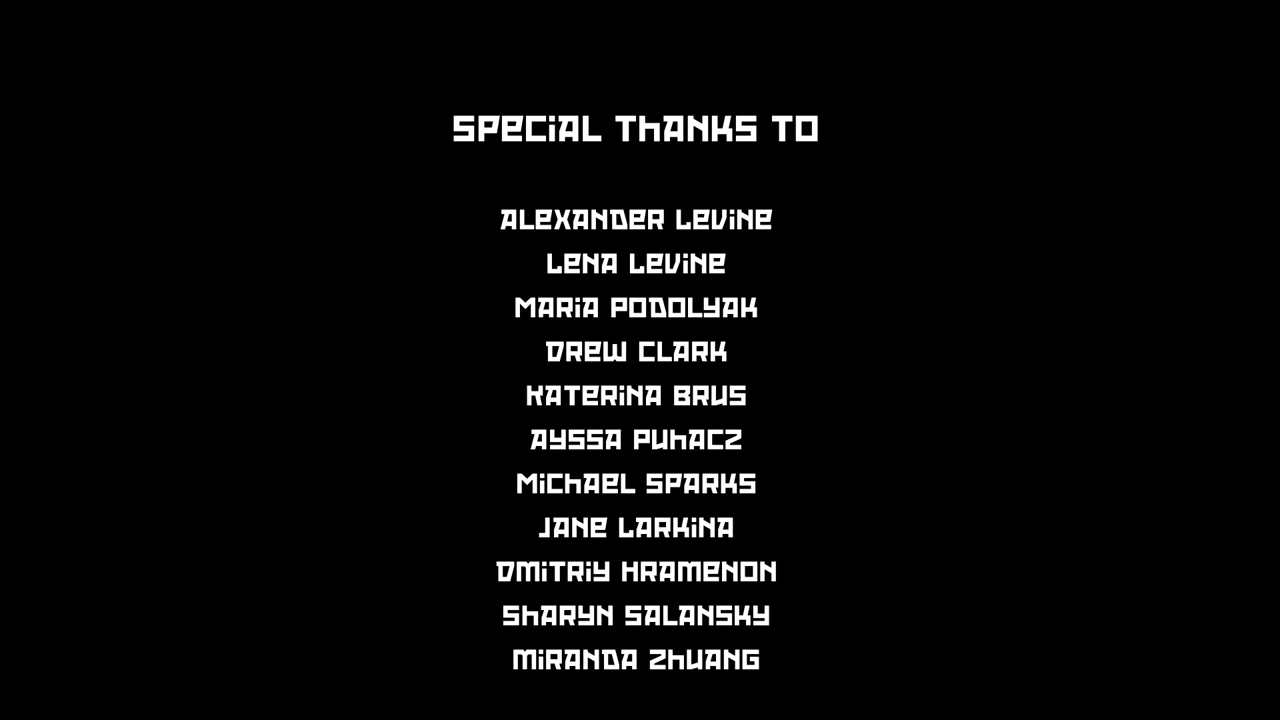 SPECIAL THANKS TO
ALEXANDER LEVINE
LENA LEVINE
MARIA PODOLYAK
DREW CLARK
KATERINA BRUS
AYSSA PUHACZ
MICHAEL SPARKS
JANE LARKINA
DMITRIY HRAMENON
SHARYN SALANSKY
MIRANDA ZHUANG